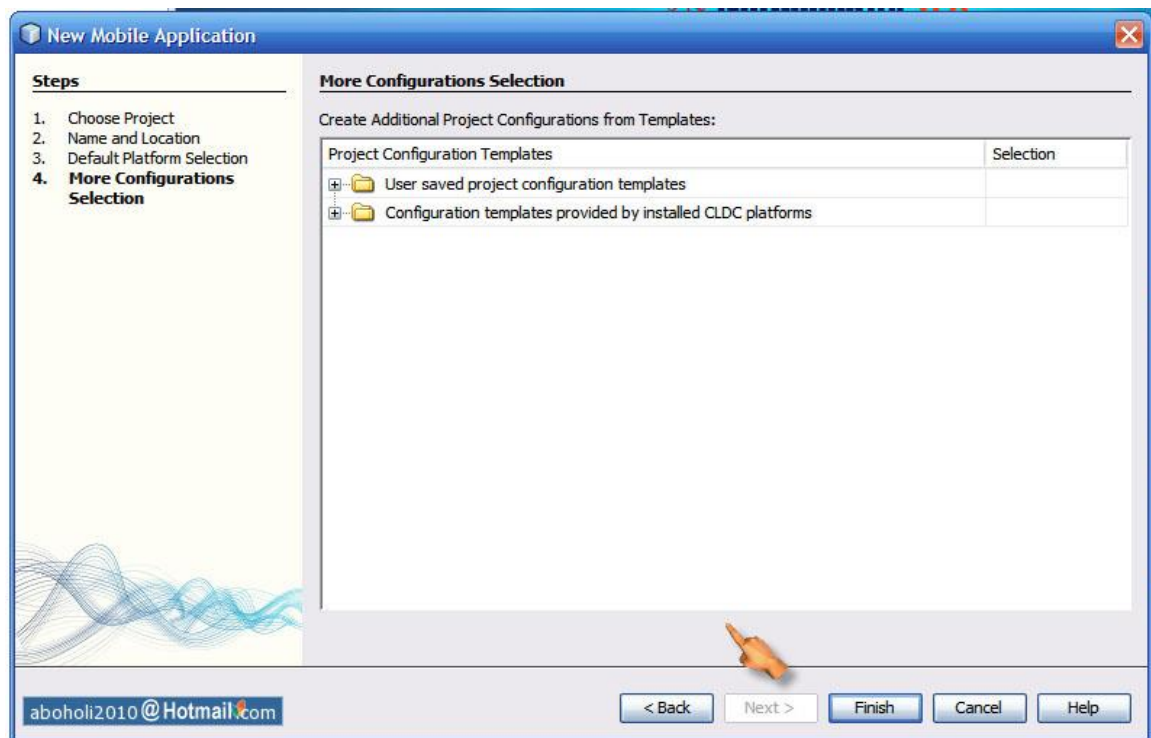 New Mobile Application
Steps
1. Choose Project
2. Name and Location
3. Default Platform Selection
4. More Configurations
Selection
More Configurations Selection
Create Additional Project Configurations from Templates:
Project Configuration Templates Selection
User saved project configuration templates
Configuration templates provided by installed CLDC platforms
aboholi2010@Hotmail.com
< Back Next > Finish Cancel Help